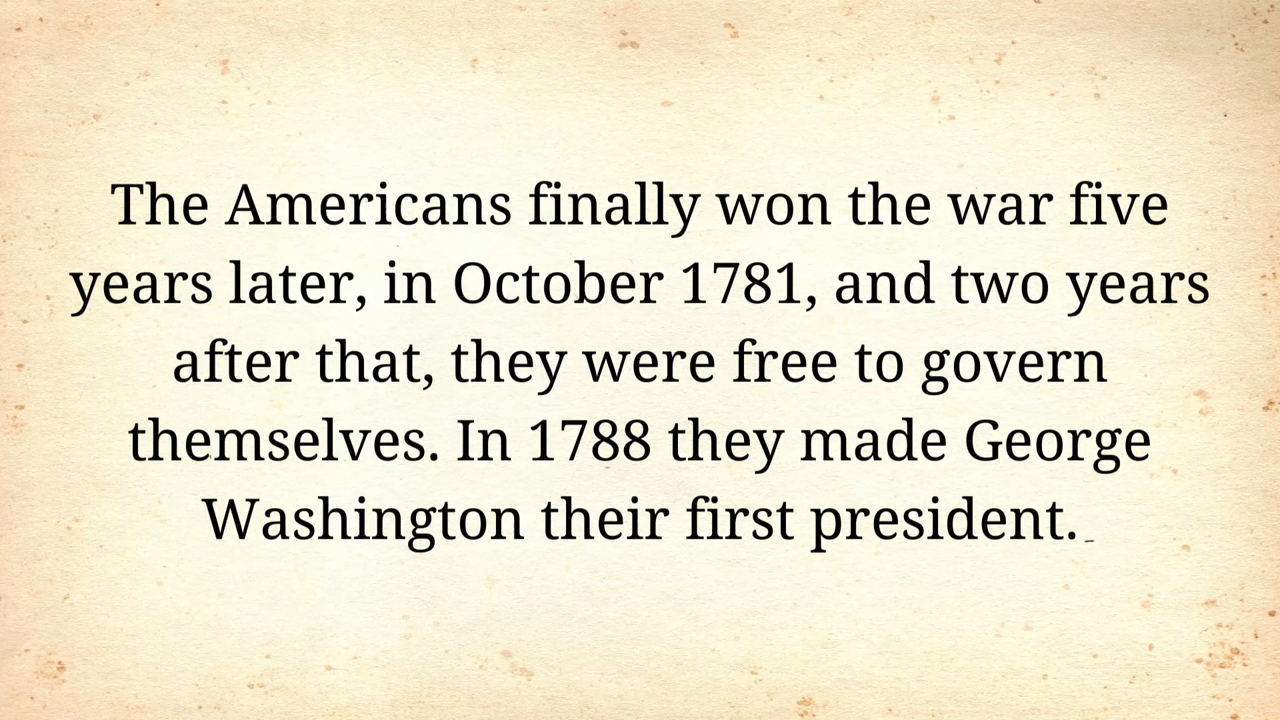 The Americans finally won the war five
years later, in October 1781, and two years
after that, they were free to govern
themselves. In 1788 they made George
Washington their first president.